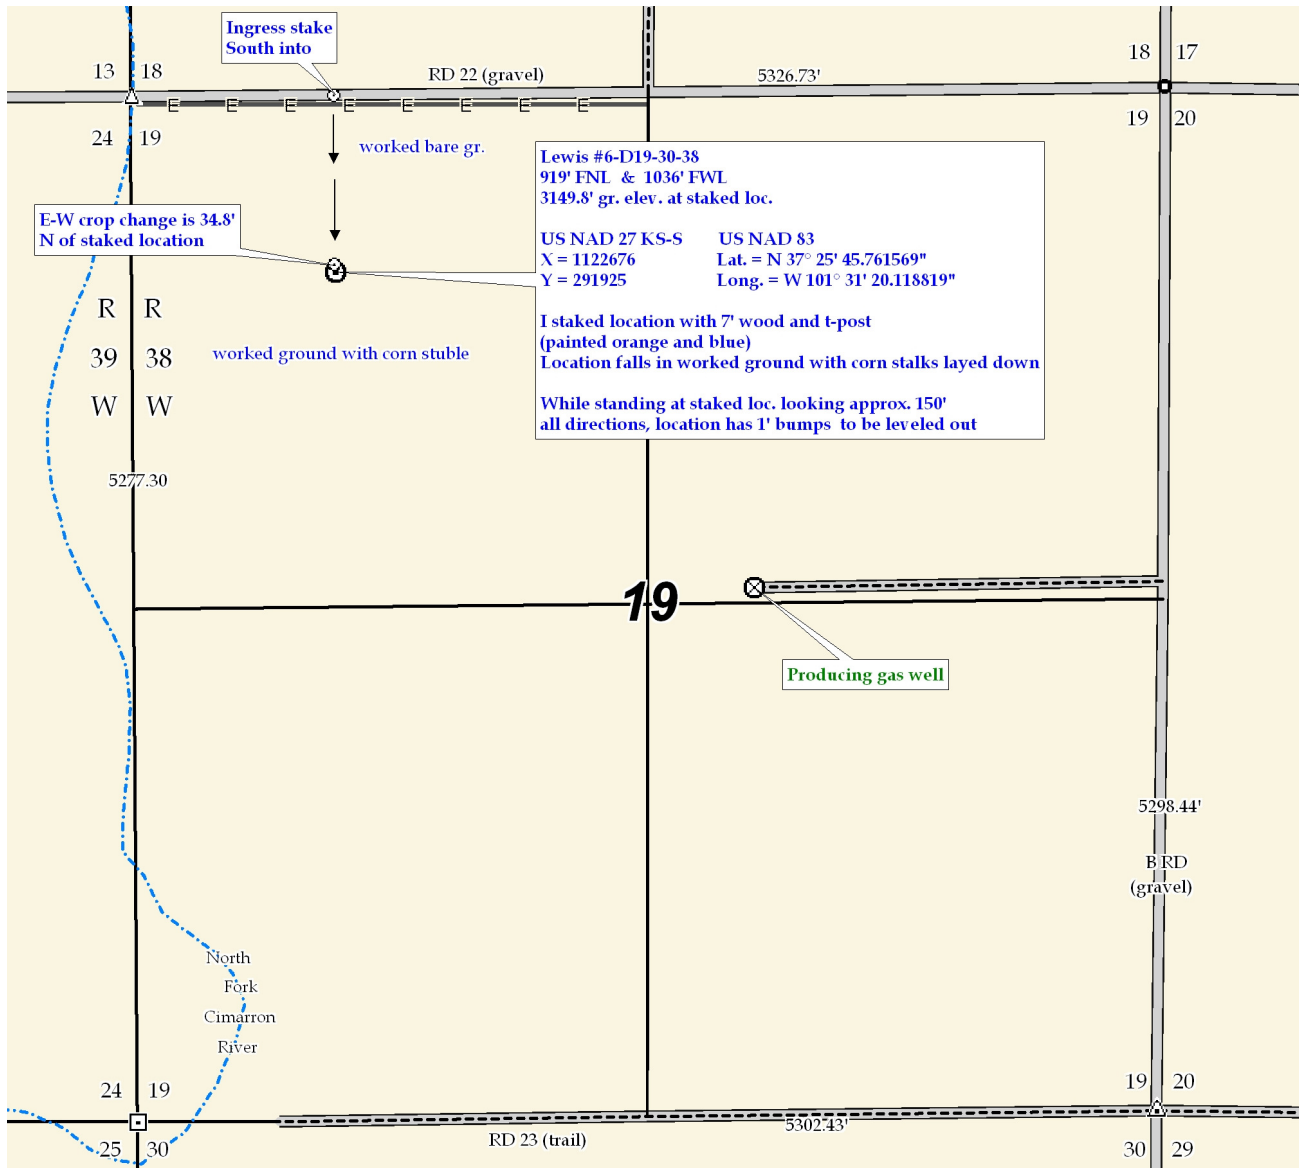 Ingress stake
South into
13 18
RD 22 (gravel)
5326.73'
18 17
E E E E E E E E
24 19
19 20
worked bare gr.
Lewis #6-D19-30-38
919' FNL & 1036' FWL
3149.8' gr. elev. at staked loc.
US NAD 27 KS-S US NAD 83
X = 1122676 Lat. = N 37° 25' 45.761569"
Y = 291925 Long. = W 101° 31' 20.118819"
I staked location with 7' wood and t-post
(painted orange and blue)
Location falls in worked ground with corn stalks layed down
While standing at staked loc. looking approx. 150'
all directions, location has 1' bumps to be leveled out
E-W crop change is 34.8'
N of staked location
R R
39 38
W W
worked ground with corn stuble
5277.30
19
Producing gas well
5298.44'
B RD
(gravel)
North
Fork
Cimarron
River
24 19
19 20
25 30
RD 23 (trail)
5302.43'
30 29